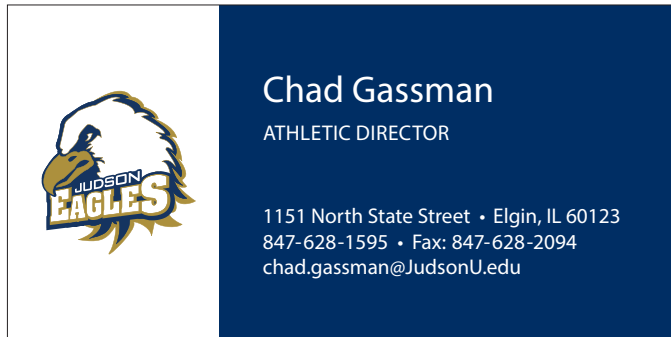 JUDSON
EAGLES
Chad Gassman
ATHLETIC DIRECTOR
1151 North State Street • Elgin, IL 60123
847-628-1595 • Fax: 847-628-2094
chad.gassman@JudsonU.edu